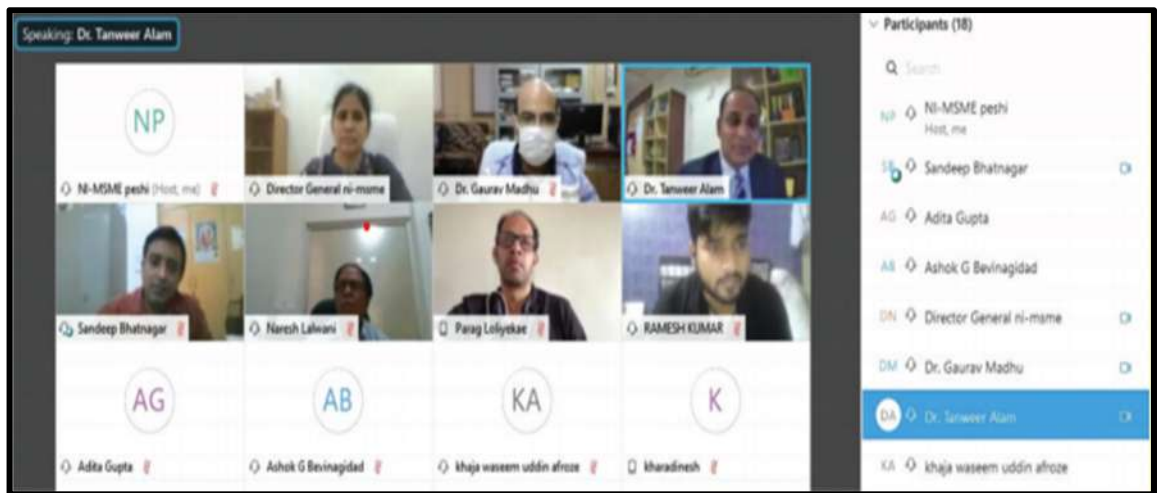 Speaking: Dr. Tanweer Alam
NP
NI-MSME peshi (Host, me)
Director General ni-msme
Dr. Gaurav Madhu
Dr. Tanweer Alam
Sandeep Bhatnagar
Naresh Lalwani
Parag Loliyekae
RAMESH KUMAR
AG
AB
KA
K
Adita Gupta
Ashok G Bevinagidad
khaja waseem uddin afroze
kharadinesh
Participants (18)
Search
NP NI-MSME peshi
Host, me
SB Sandeep Bhatnagar
AG Adita Gupta
AB Ashok G Bevinagidad
DN Director General ni-msme
DM Dr. Gaurav Madhu
DA Dr. Tanweer Alam
KA khaja waseem uddin afroze